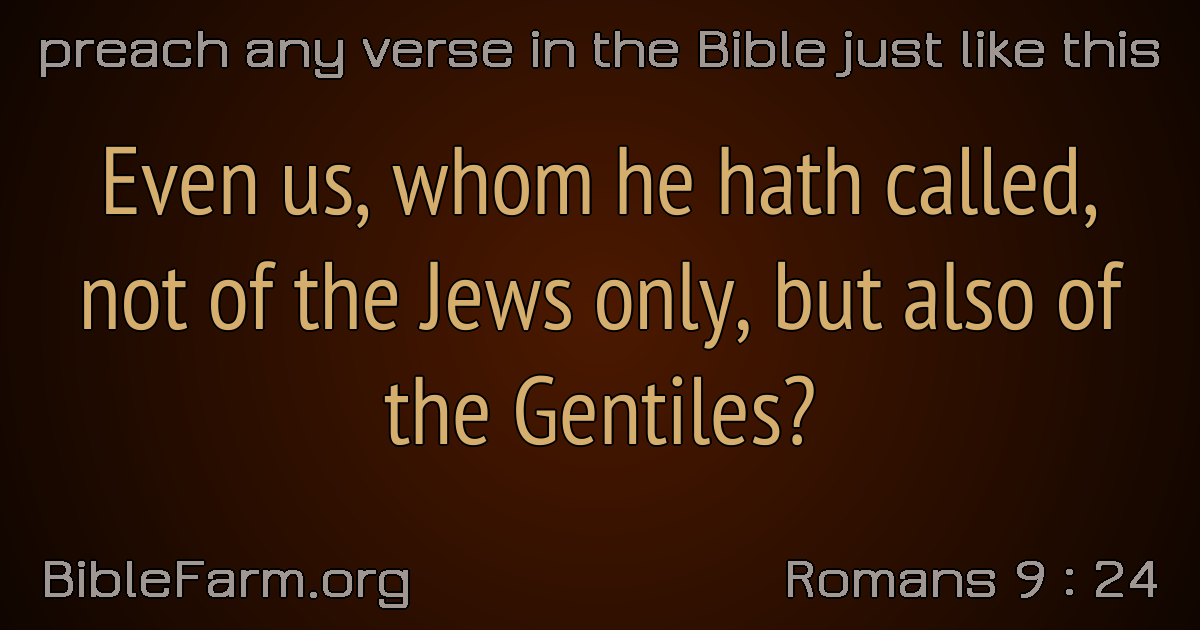 preach any verse in the Bible just like this
Even us, whom he hath called,
not of the Jews only, but also of
the Gentiles?
BibleFarm.org
Romans 9 : 24